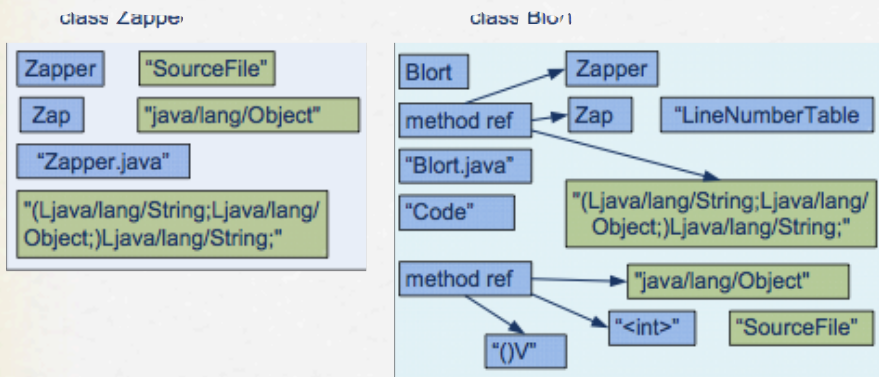 class Zapper
class Blort
Zapper
"SourceFile"
Zap
"java/lang/Object"
"Zapper.java"
"(Ljava/lang/String;Ljava/lang/
Object;)Ljava/lang/String;"
Blort
Zapper
method ref
Zap
"LineNumberTable
"Blort.java"
"Code"
"(Ljava/lang/String;Ljava/lang/
Object;)Ljava/lang/String;"
method ref
"java/lang/Object"
"<int>"
"SourceFile"
"()V"